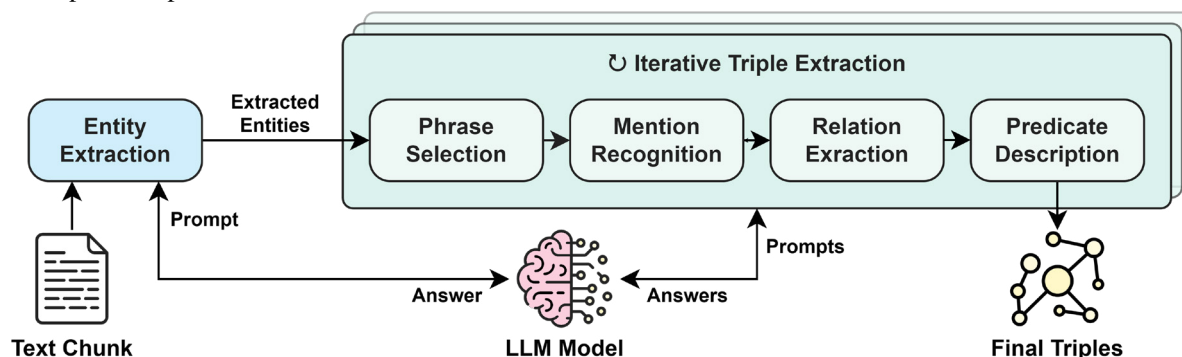 ↻ Iterative Triple Extraction
Entity
Extraction
Extracted
Entities
Phrase
Selection
Mention
Recognition
Relation
Exraction
Predicate
Description
Prompt
Answer
Prompts
Answers
Text Chunk
LLM Model
Final Triples